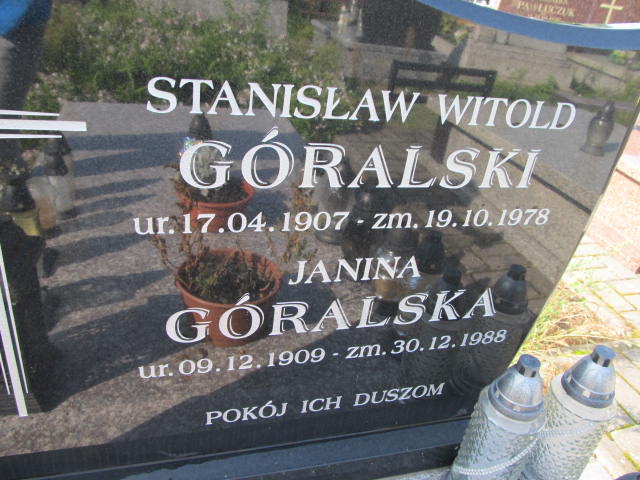 STANISŁAW WITOLD
GÓRALSKI
ur. 17.04.1907 - zm. 19.10.1978
JANINA
GÓRALSKA
ur. 09.12.1909 - zm. 30.12.1988
POKÓJ ICH DUSZOM
PAWLUCZUK